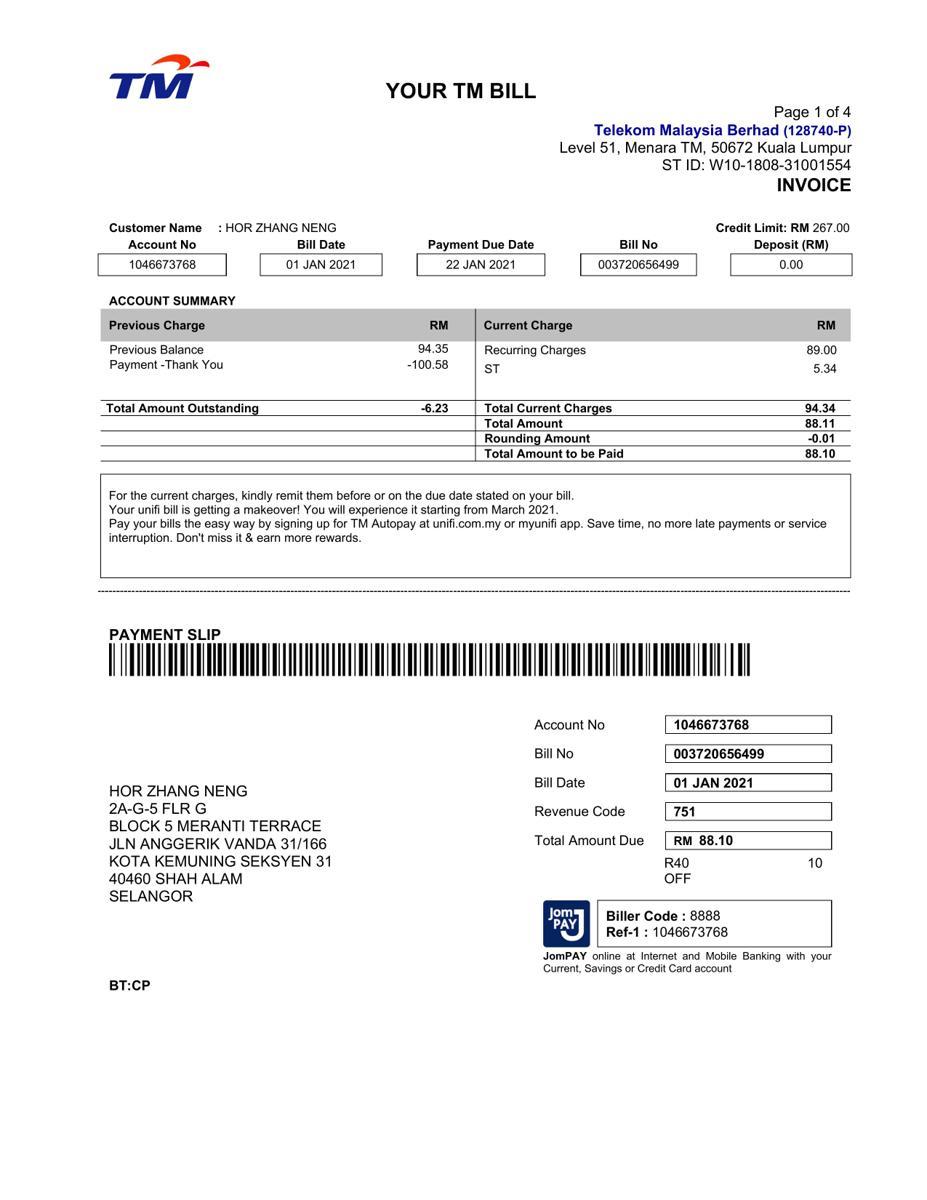 TM
YOUR TM BILL
Page 1 of 4
Telekom Malaysia Berhad (128740-P)
Level 51, Menara TM, 50672 Kuala Lumpur
ST ID: W10-1808-31001554
INVOICE
Customer Name : HOR ZHANG NENG Credit Limit: RM 267.00
Account No Bill Date Payment Due Date Bill No Deposit (RM)
1046673768 01 JAN 2021 22 JAN 2021 003720656499 0.00
ACCOUNT SUMMARY
Previous Charge RM Current Charge RM
Previous Balance 94.35 Recurring Charges 89.00
Payment -Thank You -100.58 ST 5.34
Total Amount Outstanding -6.23 Total Current Charges 94.34
Total Amount 88.11
Rounding Amount -0.01
Total Amount to be Paid 88.10
For the current charges, kindly remit them before or on the due date stated on your bill.
Your unifi bill is getting a makeover! You will experience it starting from March 2021.
Pay your bills the easy way by signing up for TM Autopay at unifi.com.my or myunifi app. Save time, no more late payments or service
interruption. Don't miss it & earn more rewards.
PAYMENT SLIP
Account No 1046673768
Bill No 003720656499
Bill Date 01 JAN 2021
Revenue Code 751
Total Amount Due RM 88.10
R40 10
OFF
HOR ZHANG NENG
2A-G-5 FLR G
BLOCK 5 MERANTI TERRACE
JLN ANGGERIK VANDA 31/166
KOTA KEMUNING SEKSYEN 31
40460 SHAH ALAM
SELANGOR
Jom
PAY
Biller Code : 8888
Ref-1 : 1046673768
JomPAY online at Internet and Mobile Banking with your
Current, Savings or Credit Card account
BT:CP